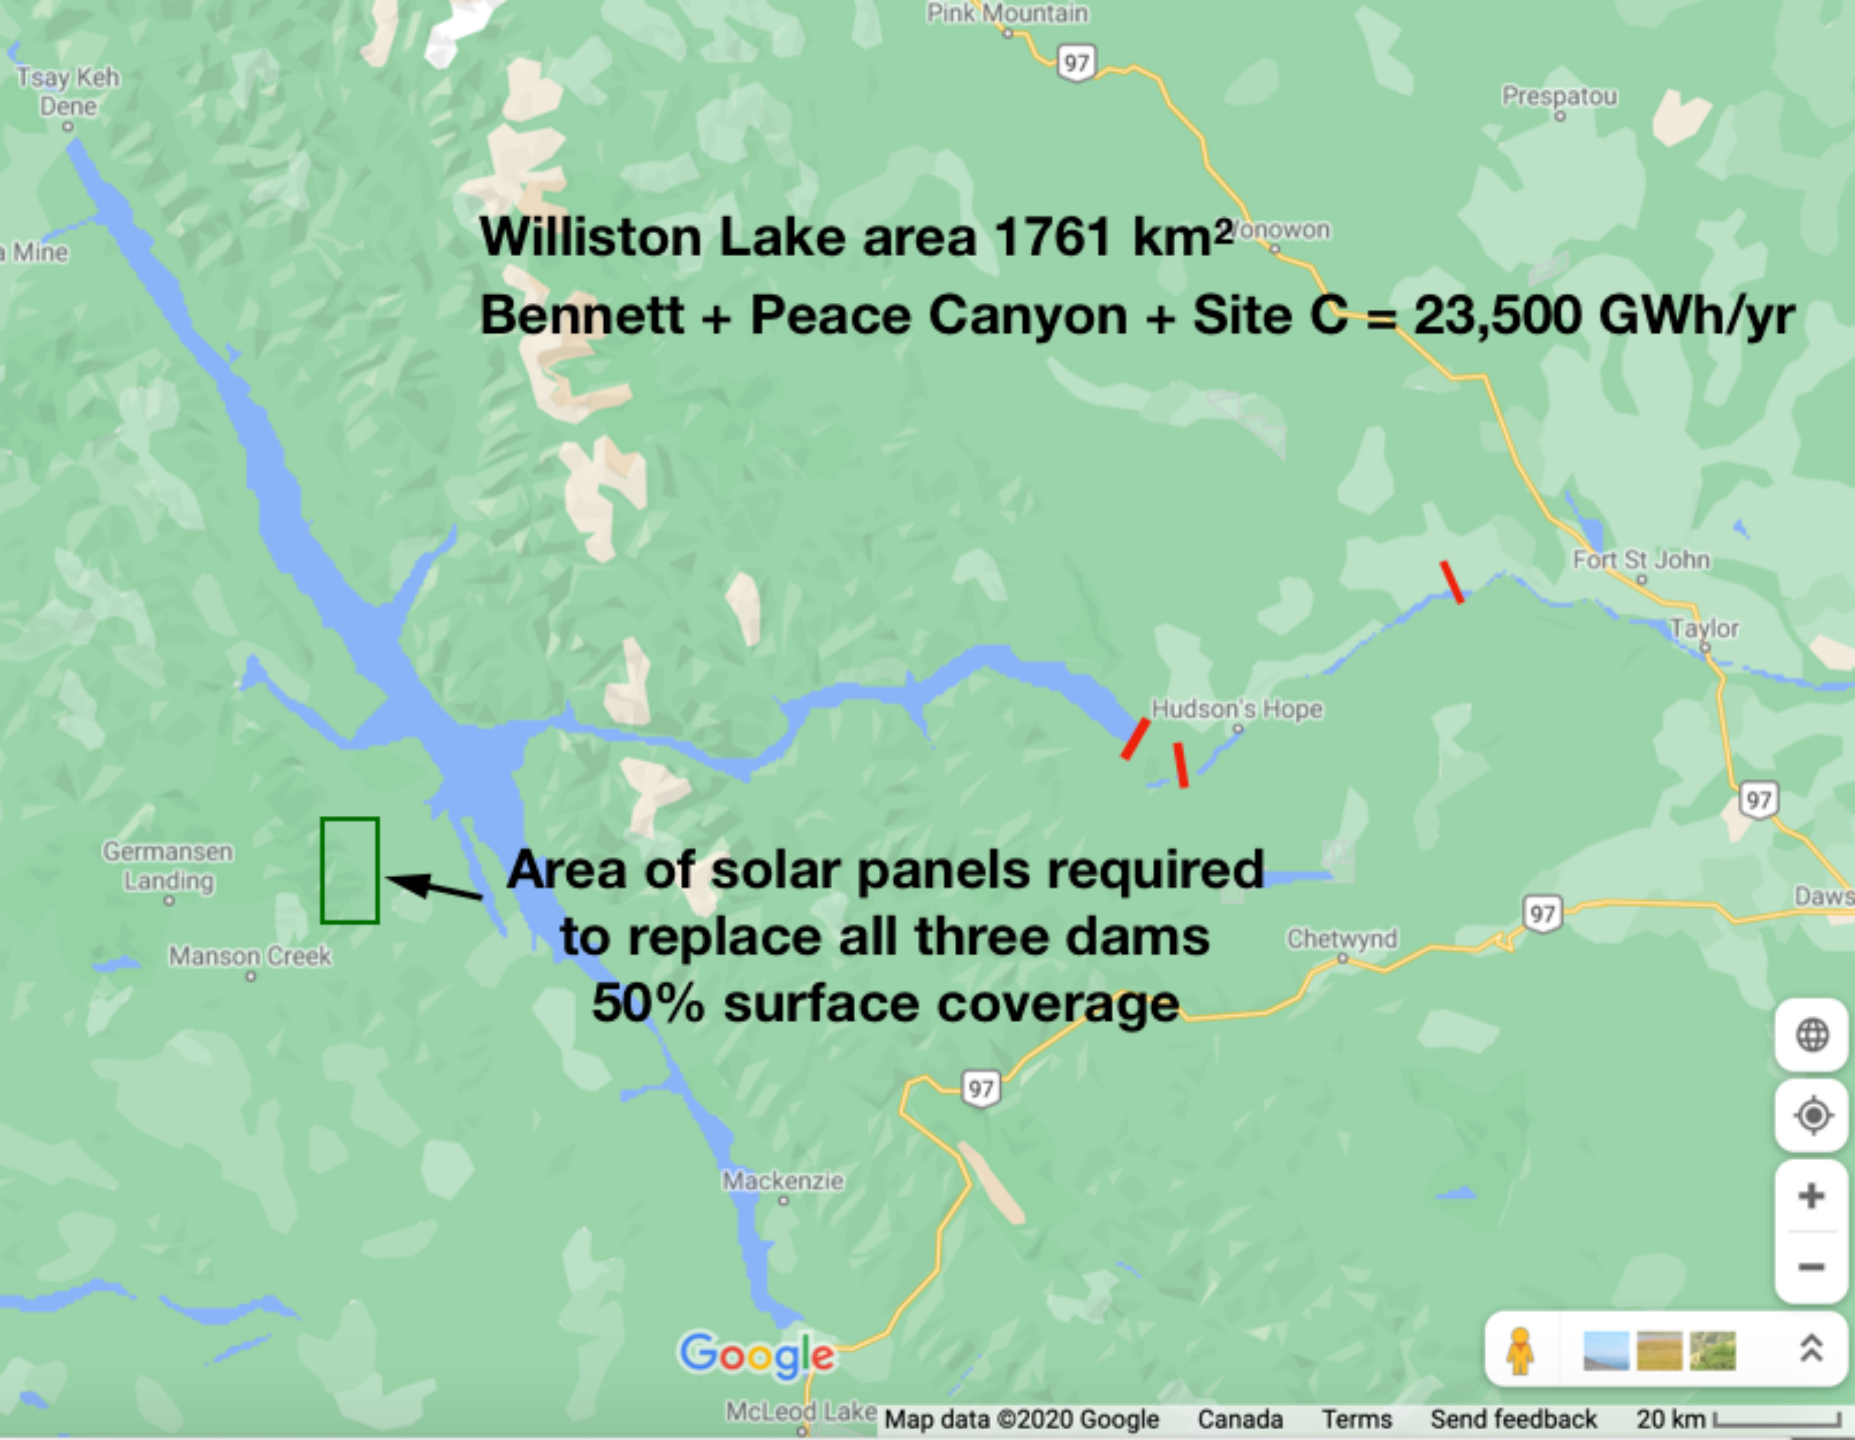 Pink Mountain
97
Tsay Keh
Dene
Prespatou
a Mine
Williston Lake area 1761 km²
Wonowon
Bennett + Peace Canyon + Site C = 23,500 GWh/yr
Fort St John
Taylor
Hudson's Hope
97
Germansen
Landing
Area of solar panels required
to replace all three dams
50% surface coverage
Daws
97
Chetwynd
Manson Creek
97
Mackenzie
Google
McLeod Lake
Map data ©2020 Google Canada Terms Send feedback 20 km